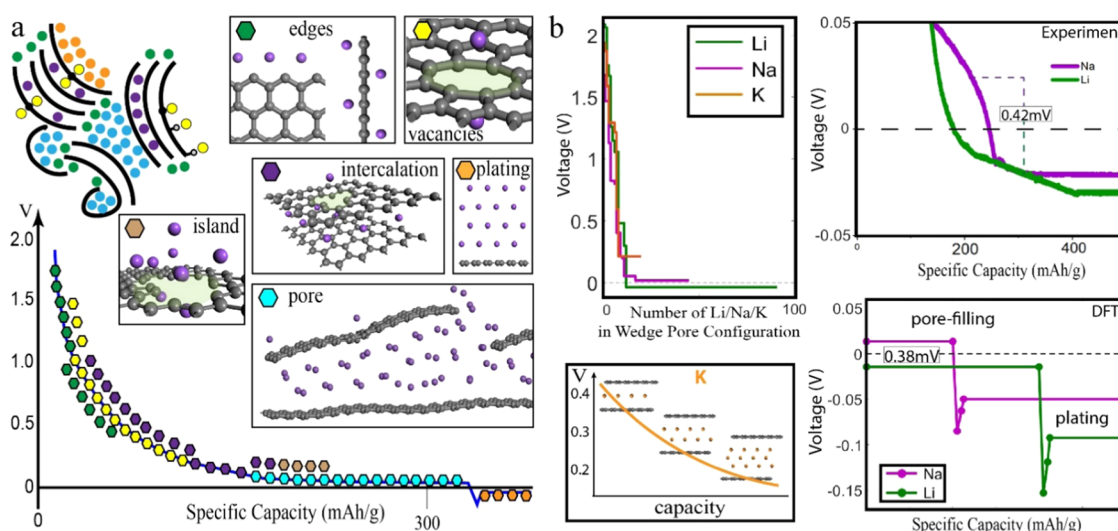 a
edges
vacancies
intercalation
plating
island
pore
V
2.0
1.5
1.0
0.5
0
Specific Capacity (mAh/g)
300
b
Voltage (V)
2
1.5
1
0.5
0
Li
Na
K
0
100
Number of Li/Na/K
in Wedge Pore Configuration
0.05
0
-0.05
Voltage (V)
Experimen
Na
Li
0.42mV
200
400
Specific Capacity (mAh/g)
V
0.4
0.3
0.2
K
capacity
0.05
0
-0.05
-0.1
-0.15
Voltage (V)
pore-filling
DFT
0.38mV
plating
Na
Li
Specific Capacity (mAh/g)